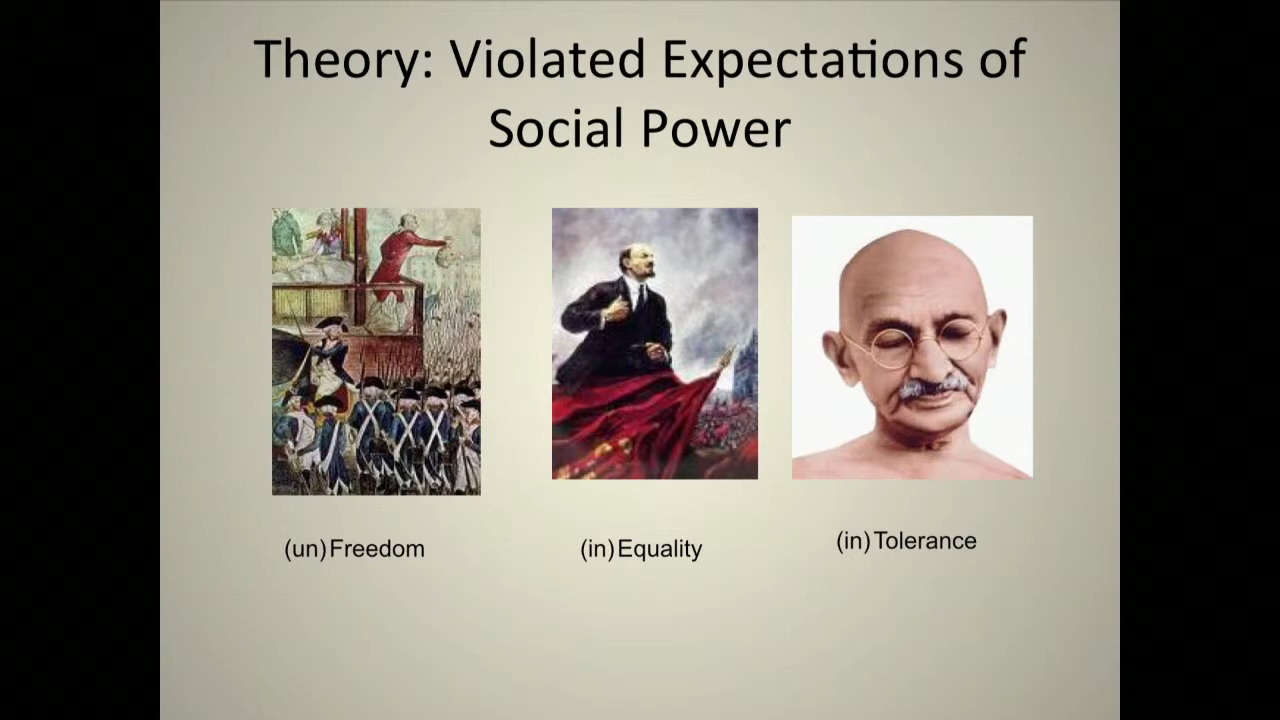 Theory: Violated Expectations of
Social Power
(un) Freedom
(in) Equality
(in) Tolerance